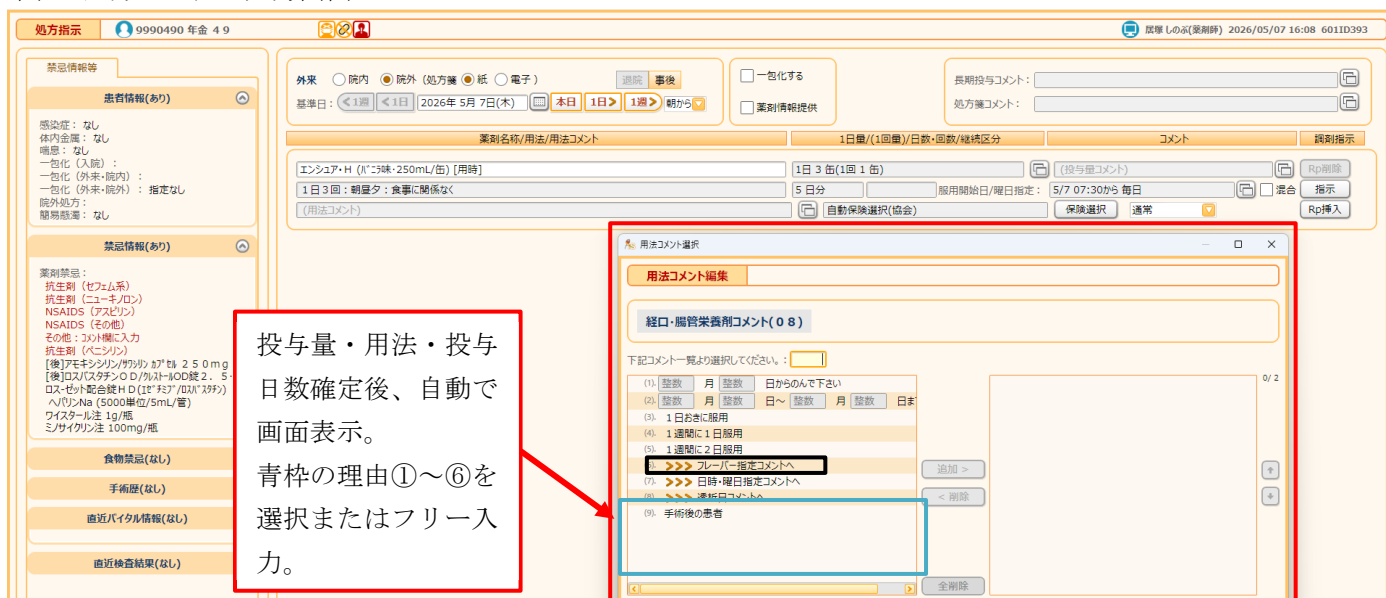 処方指示 9990490 年金 49 居塚 しのぶ(薬剤師) 2026/05/07 16:08 601ID393
禁忌情報等
患者情報(あり)
感染症： なし
体内金属： なし
喘息： なし
一包化（入院）：
一包化（外来・院内）：
一包化（外来・院外）： 指定なし
院外処方：
簡易懸濁： なし
禁忌情報(あり)
薬剤禁忌：
抗生剤（セフェム系）
抗生剤（ニューキノロン）
NSAIDS（アスピリン）
NSAIDS（その他）
その他：コメント欄に入力
抗生剤（ペニシリン）
[後]アモキシシリン/サワシリン カプセル ２５０mg
[後]ロスバスタチンＯＤ/クレストールOD錠２．５
ロス・ゼット配合錠ＨＤ(エゼチミブ/ロスバスタチン)
ヘパリンNa (5000単位/5mL/管)
ワイスタール注 1g/瓶
ミノサイクリン注 100mg/瓶
食物禁忌(なし)
手術歴(なし)
直近バイタル情報(なし)
直近検査結果(なし)
外来 院内 院外（処方箋 紙 電子） 退院 事後
基準日： <1週 <1日 2026年 5月 7日(木) 本日 1日> 1週> 朝から
一包化する
薬剤情報提供
長期投与コメント：
処方箋コメント：
薬剤名称/用法/用法コメント 1日量/(1回量)/日数・回数/継続区分 コメント 調剤指示
エンシュア・H (バニラ味・250mL/缶) [用時] 1日 3 缶(1回 1 缶) (投与量コメント) Rp削除
1日3回：朝昼夕：食事に関係なく 5 日分 服用開始日/曜日指定： 5/7 07:30から 毎日 混合 指示
(用法コメント) 自動保険選択(協会) 保険選択 通常 Rp挿入
用法コメント選択
用法コメント編集
経口・腸管栄養剤コメント(０８)
下記コメント一覧より選択してください。：
(1). 整数 月 整数 日からのんで下さい
(2). 整数 月 整数 日～ 整数 月 整数 日ま
(3). １日おきに服用
(4). １週間に１日服用
(5). １週間に２日服用
>>> フレーバー指定コメントへ
(7). >>> 日時・曜日指定コメントへ
(8). >>> 透析日コメントへ
(9). 手術後の患者
0/ 2
追加 >
< 削除
全削除
投与量・用法・投与
日数確定後、自動で
画面表示。
青枠の理由①～⑥を
選択またはフリー入
力。